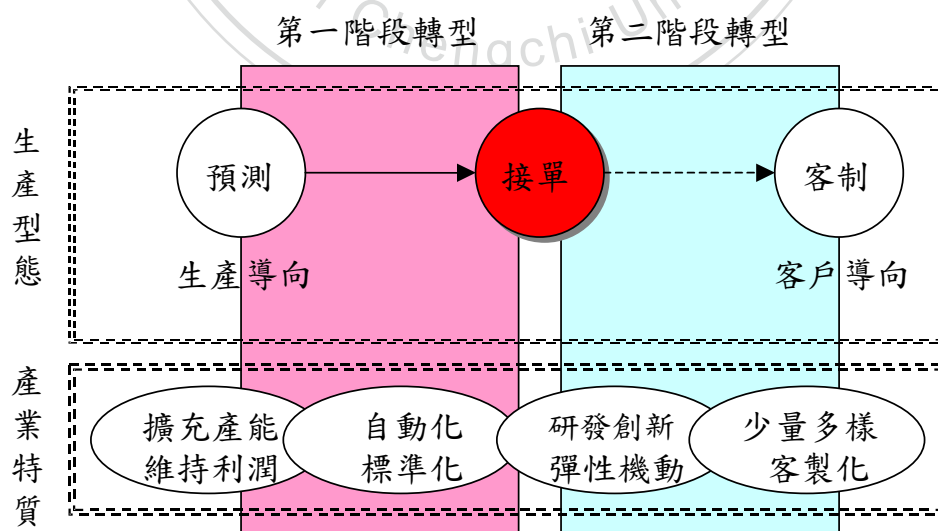 Chengchi Uni
第一階段轉型 第二階段轉型
生產型態
預測 接單 客制
生產導向 客戶導向
產業特質
擴充產能 自動化 研發創新 少量多樣
維持利潤 標準化 彈性機動 客製化